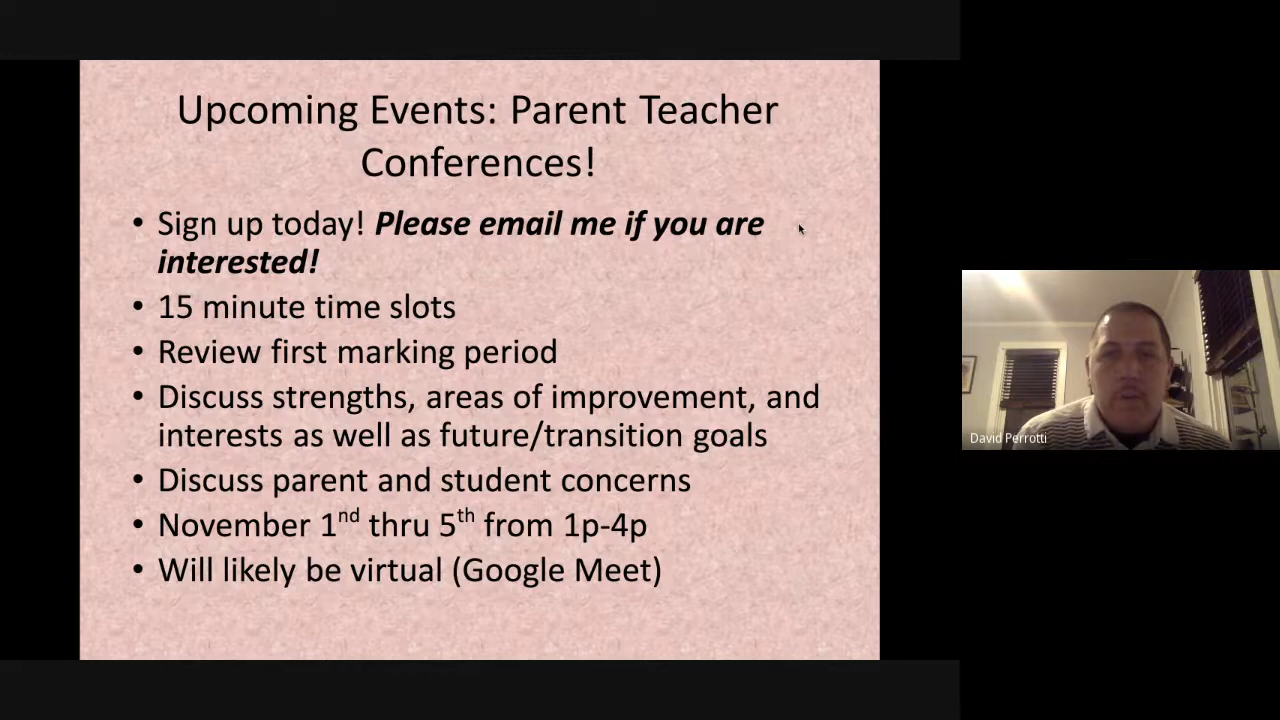 Upcoming Events: Parent Teacher
Conferences!
• Sign up today! Please email me if you are
interested!
• 15 minute time slots
• Review first marking period
• Discuss strengths, areas of improvement, and
interests as well as future/transition goals
• Discuss parent and student concerns
• November 1nd thru 5th from 1p-4p
• Will likely be virtual (Google Meet)
David Perrotti